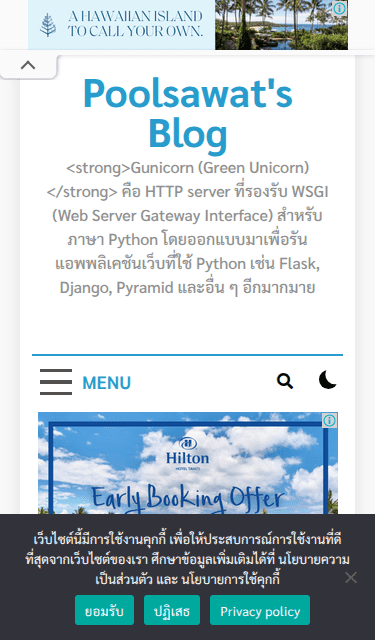 A HAWAIIAN ISLAND
TO CALL YOUR OWN.
Poolsawat's
Blog
<strong>Gunicorn (Green Unicorn)
</strong> คือ HTTP server ที่รองรับ WSGI
(Web Server Gateway Interface) สำหรับ
ภาษา Python โดยออกแบบมาเพื่อรัน
แอพพลิเคชันเว็บที่ใช้ Python เช่น Flask,
Django, Pyramid และอื่น ๆ อีกมากมาย
MENU
Hilton
Early Booking Offer
เว็บไซต์นี้มีการใช้งานคุกกี้ เพื่อให้ประสบการณ์การใช้งานที่ดี
ที่สุดจากเว็บไซต์ของเรา ศึกษาข้อมูลเพิ่มเติมได้ที่ นโยบายความ
เป็นส่วนตัว และ นโยบายการใช้คุกกี้
ยอมรับ ปฏิเสธ Privacy policy